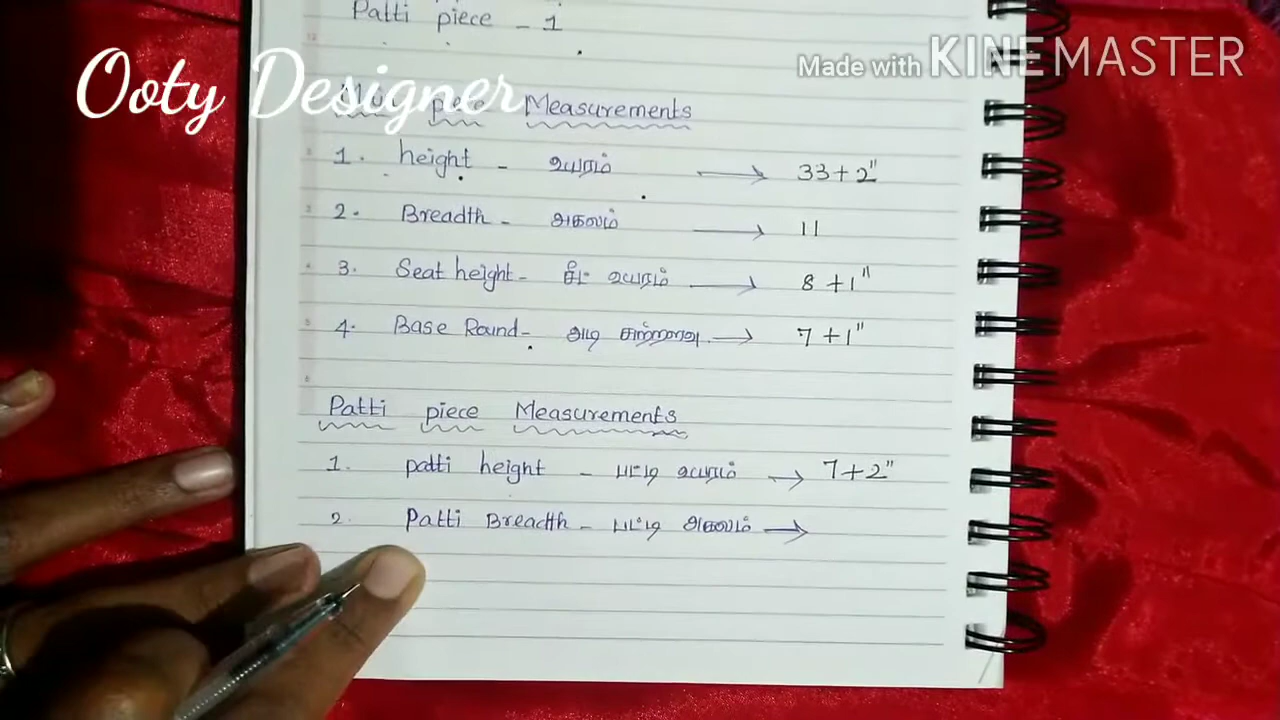 Patti piece - 1
Ooty Designer
Made with KINEMASTER
piece Measurements
1. height - உயரம் → 33+2"
2. Breadth - அகலம் → 11
3. Seat height - சீட் உயரம் → 8+1"
4. Base Round - அடி சுற்றளவு → 7+1"
Patti piece Measurements
1. patti height - பட்டி உயரம் → 7+2"
2. Patti Breadth - பட்டி அகலம் →